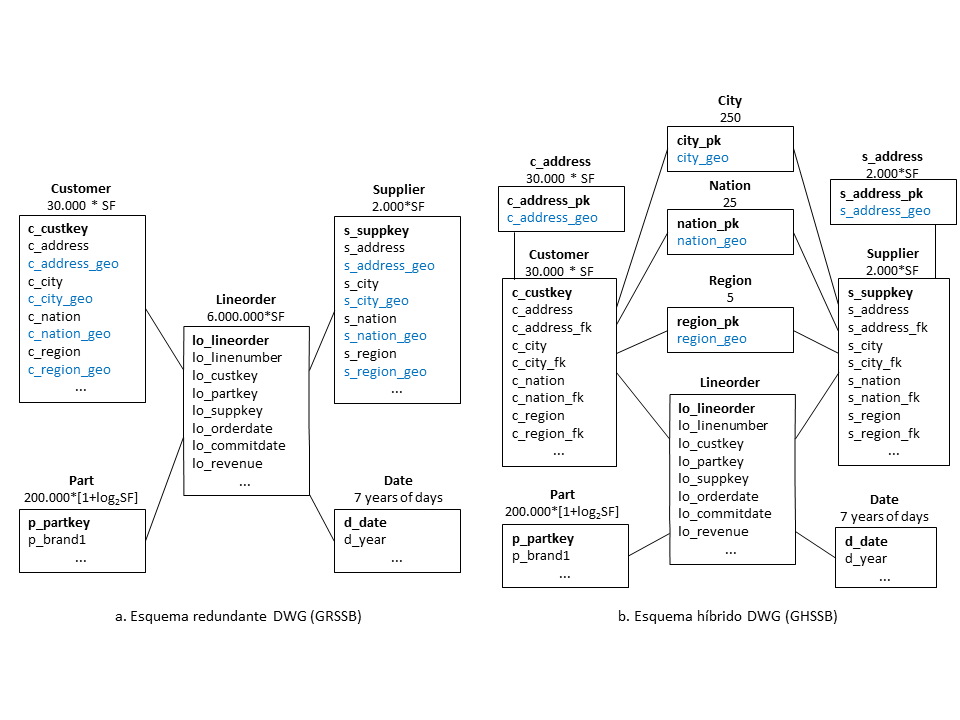 Customer
30.000 * SF
c_custkey
c_address
c_address_geo
c_city
c_city_geo
c_nation
c_nation_geo
c_region
c_region_geo
...
Supplier
2.000*SF
s_suppkey
s_address
s_address_geo
s_city
s_city_geo
s_nation
s_nation_geo
s_region
s_region_geo
...
Lineorder
6.000.000*SF
lo_lineorder
lo_linenumber
lo_custkey
lo_partkey
lo_suppkey
lo_orderdate
lo_commitdate
lo_revenue
...
Part
200.000*[1+log₂SF]
p_partkey
p_brand1
...
Date
7 years of days
d_date
d_year
...
a. Esquema redundante DWG (GRSSB)
City
250
city_pk
city_geo
c_address
30.000 * SF
c_address_pk
c_address_geo
s_address
2.000*SF
s_address_pk
s_address_geo
Nation
25
nation_pk
nation_geo
Customer
30.000 * SF
c_custkey
c_address
c_address_fk
c_city
c_city_fk
c_nation
c_nation_fk
c_region
c_region_fk
...
Region
5
region_pk
region_geo
Supplier
2.000*SF
s_suppkey
s_address
s_address_fk
s_city
s_city_fk
s_nation
s_nation_fk
s_region
s_region_fk
...
Lineorder
lo_lineorder
lo_linenumber
lo_custkey
lo_partkey
lo_suppkey
lo_orderdate
lo_commitdate
lo_revenue
...
Part
200.000*[1+log₂SF]
p_partkey
p_brand1
...
Date
7 years of days
d_date
d_year
...
b. Esquema híbrido DWG (GHSSB)